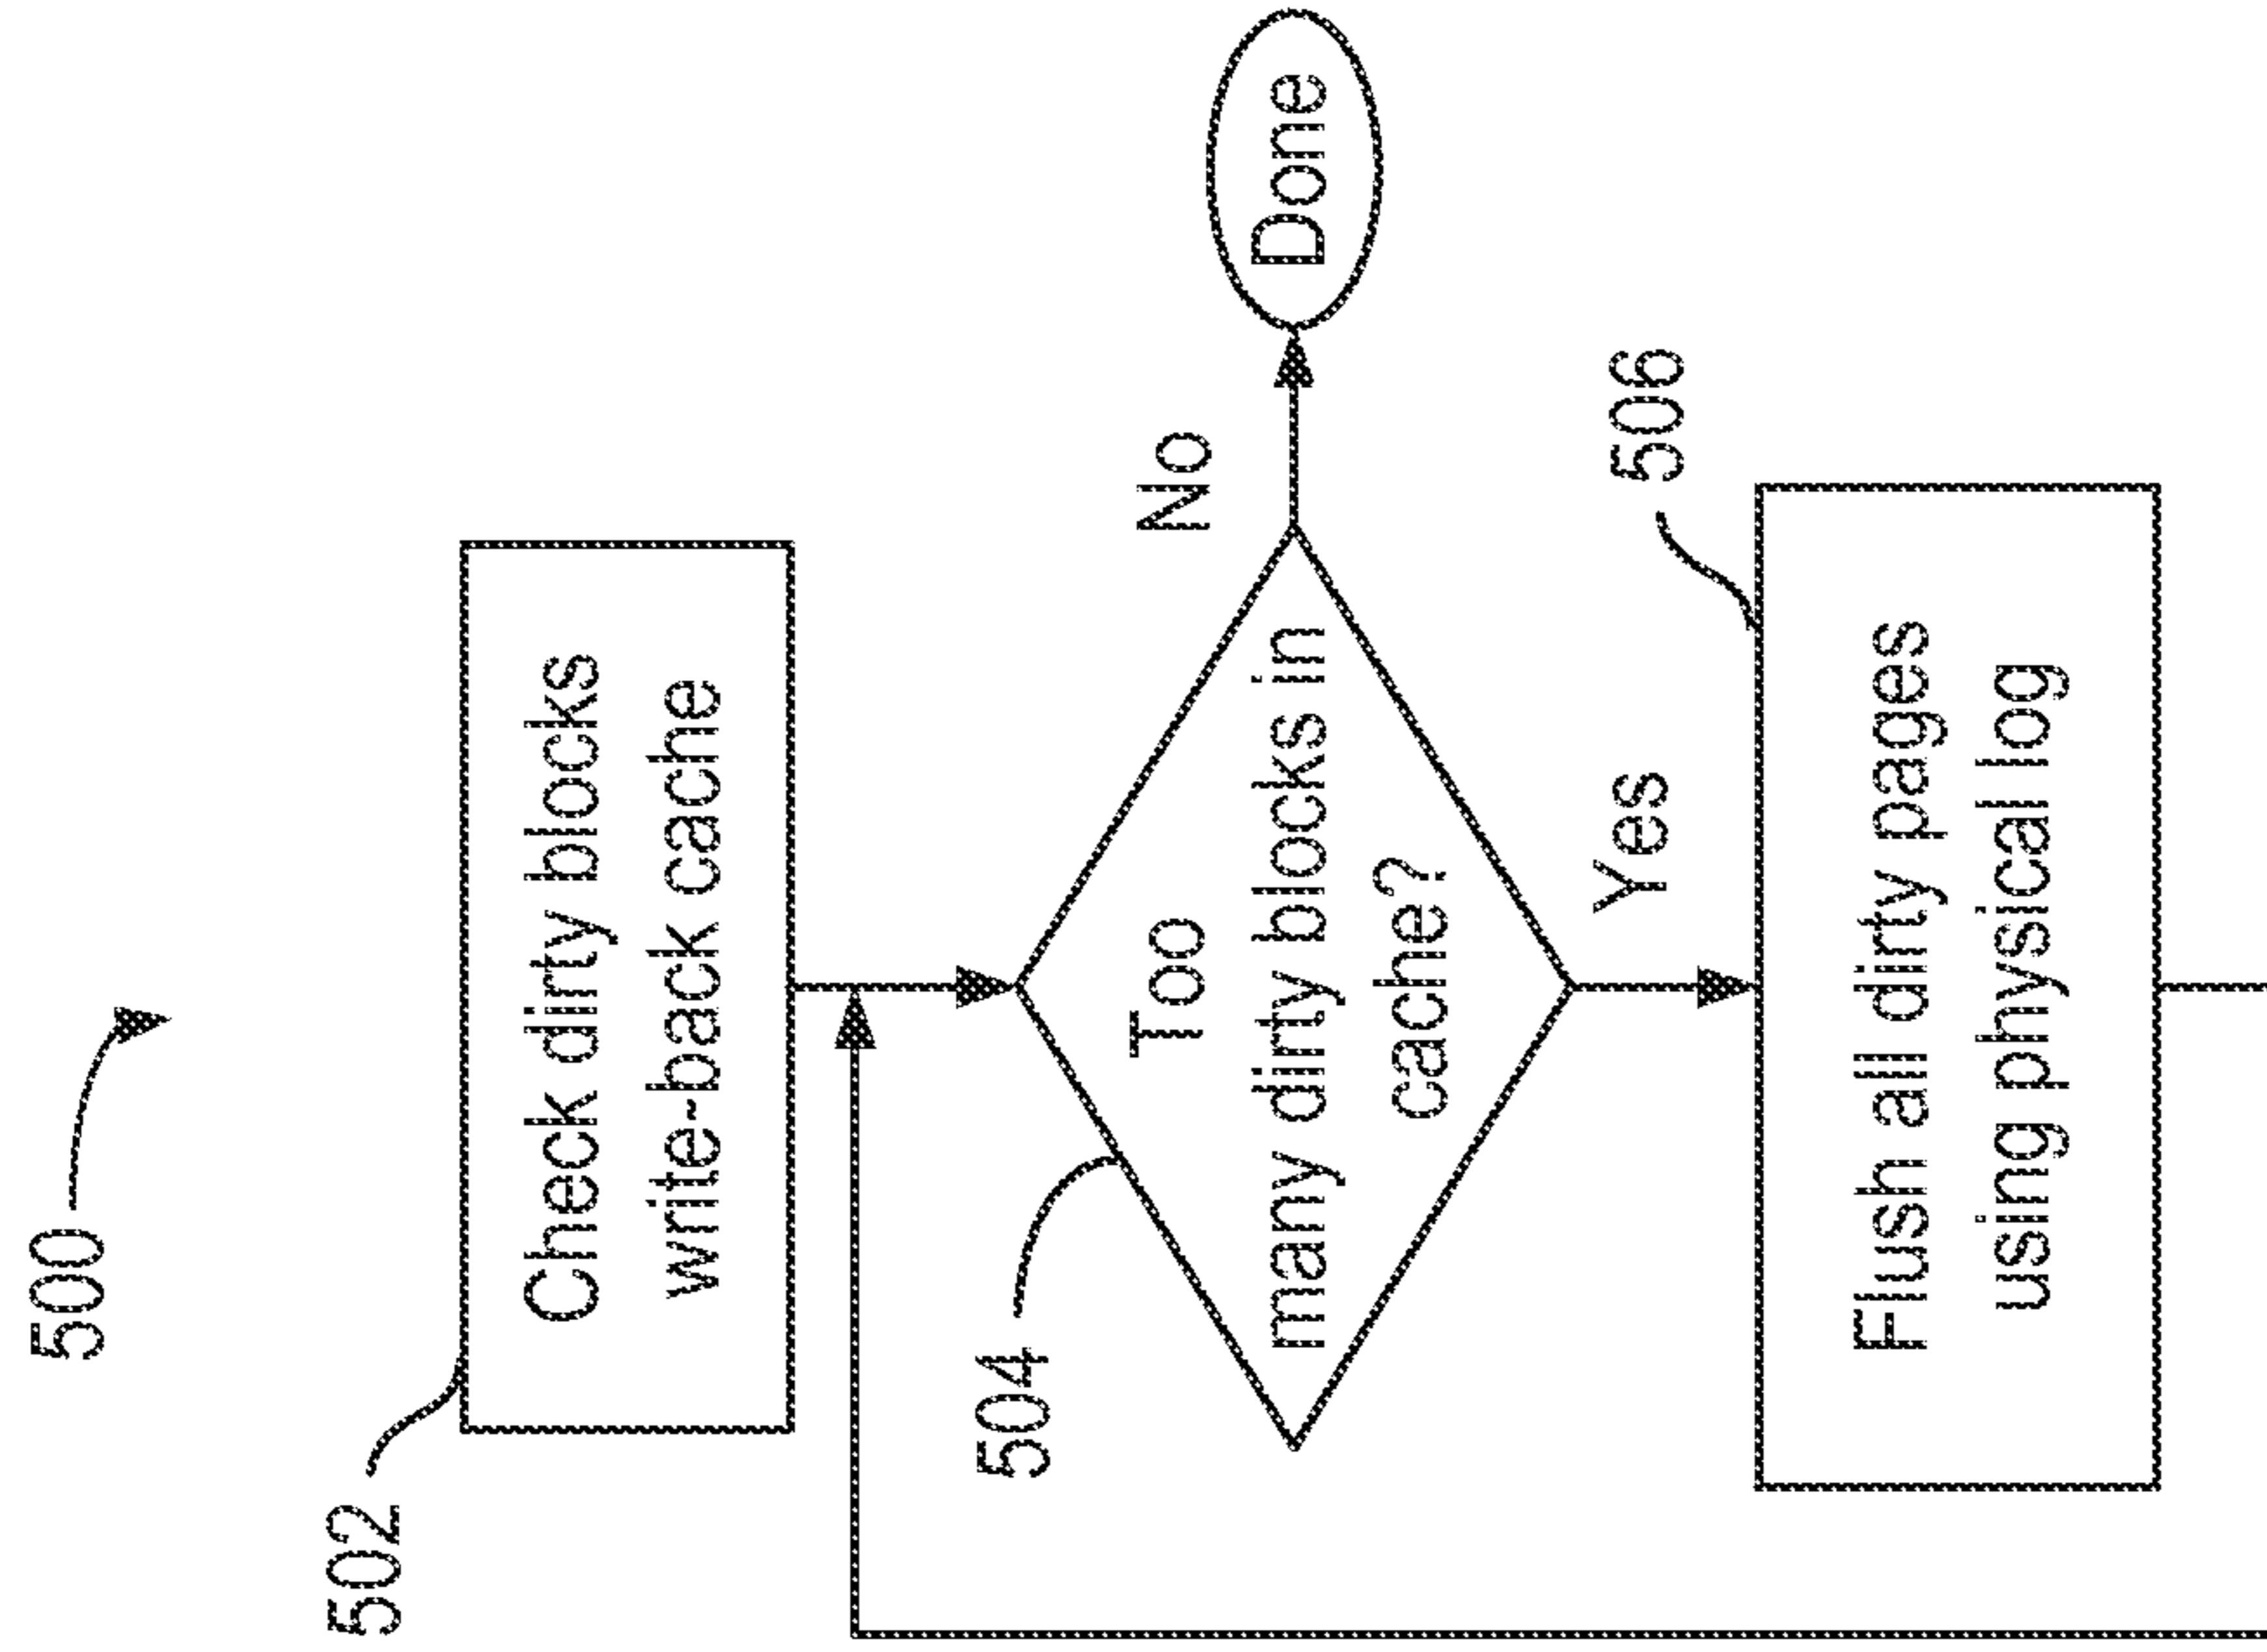 500
502
Check dirty blocks
write-back cache
504
Too
many dirty blocks in
cache?
No
Done
Yes
506
Flush all dirty pages
using physical log